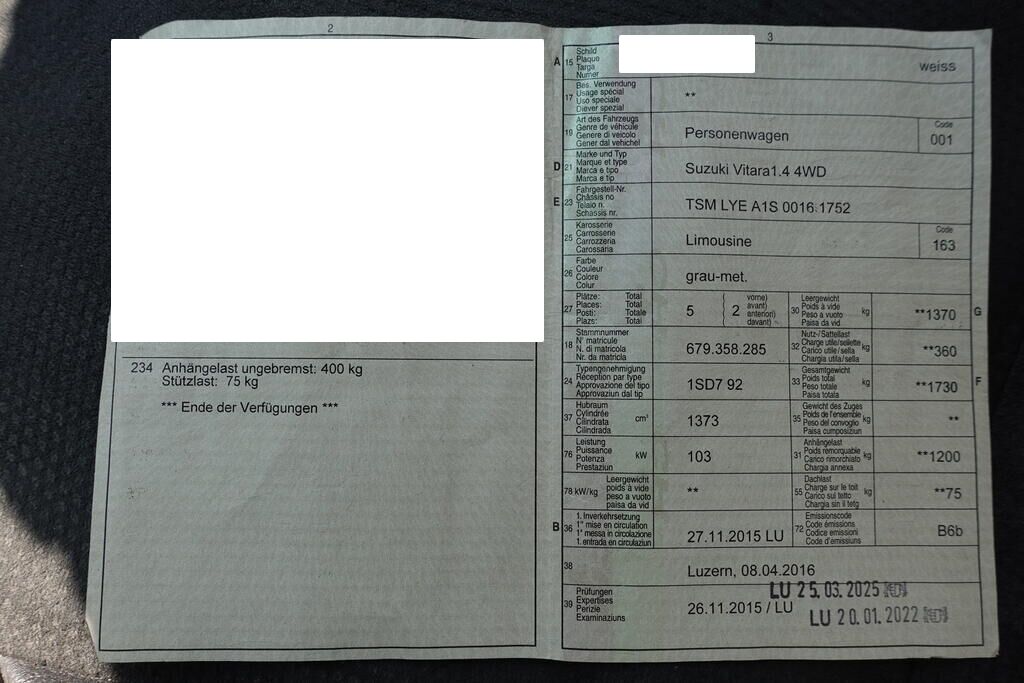 2
234 Anhängelast ungebremst: 400 kg
Stützlast: 75 kg
*** Ende der Verfügungen ***
3
A 15 Schild
Plaque
Targa
Numer
weiss
17 Bes. Verwendung
Usage spécial
Uso speciale
Diever spezial
**
19 Art des Fahrzeugs
Genre de véhicule
Genere di veicolo
Gener dal vehichel
Personenwagen
Code
001
D 21 Marke und Typ
Marque et type
Marca e tipo
Marca e tip
Suzuki Vitara1.4 4WD
E 23 Fahrgestell-Nr.
Châssis no
Telaio n.
Schassis nr.
TSM LYE A1S 0016 1752
25 Karosserie
Carrosserie
Carrozzeria
Carossaria
Limousine
Code
163
26 Farbe
Couleur
Colore
Colur
grau-met.
27 Plätze: Total
Places: Total
Posti: Totale
Plazs: Total
5
( 2 vorne)
avant)
anteriori)
davant)
30 Leergewicht
Poids à vide
Peso a vuoto
Paisa da vid
kg
**1370
G
18 Stammnummer
N° matricule
N. di matricola
Nr. da matricla
679.358.285
32 Nutz-/Sattellast
Charge utile/sellette
Carico utile/sella
Chargia utila/sella
kg
**360
24 Typengenehmigung
Réception par type
Approvazione del tipo
Approvaziun dal tip
1SD7 92
33 Gesamtgewicht
Poids total
Peso totale
Paisa totala
kg
**1730
F
37 Hubraum
Cylindrée
Cilindrata
Cilindrada
cm³
1373
35 Gewicht des Zuges
Poids de l'ensemble
Peso del convoglio
Paisa cumposiziun
kg
**
76 Leistung
Puissance
Potenza
Prestaziun
kW
103
31 Anhängelast
Poids remorquable
Carico rimorchiato
Chargia annexa
kg
**1200
78 kW/kg Leergewicht
poids à vide
peso a vuoto
paisa da vid
**
55 Dachlast
Charge sur le toit
Carico sul tetto
Chargia sin il tetg
kg
**75
B 36 1. Inverkehrsetzung
1re mise en circulation
1a messa in circolazione
1. entrada en circulaziun
27.11.2015 LU
72 Emissionscode
Code émissions
Codice emissioni
Code d'emissiuns
B6b
38
Luzern, 08.04.2016
39 Prüfungen
Expertises
Perizie
Examinaziuns
26.11.2015 / LU
LU 25.03.2025
LU 20.01.2022